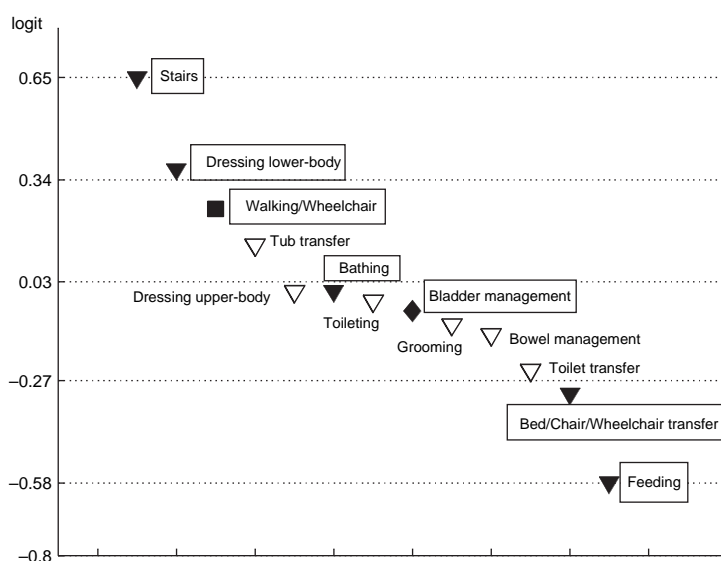 logit
0.65
Stairs
Dressing lower-body
0.34
Walking/Wheelchair
Tub transfer
Bathing
0.03
Dressing upper-body
Bladder management
Toileting
Grooming
Bowel management
Toilet transfer
−0.27
Bed/Chair/Wheelchair transfer
−0.58
Feeding
−0.8